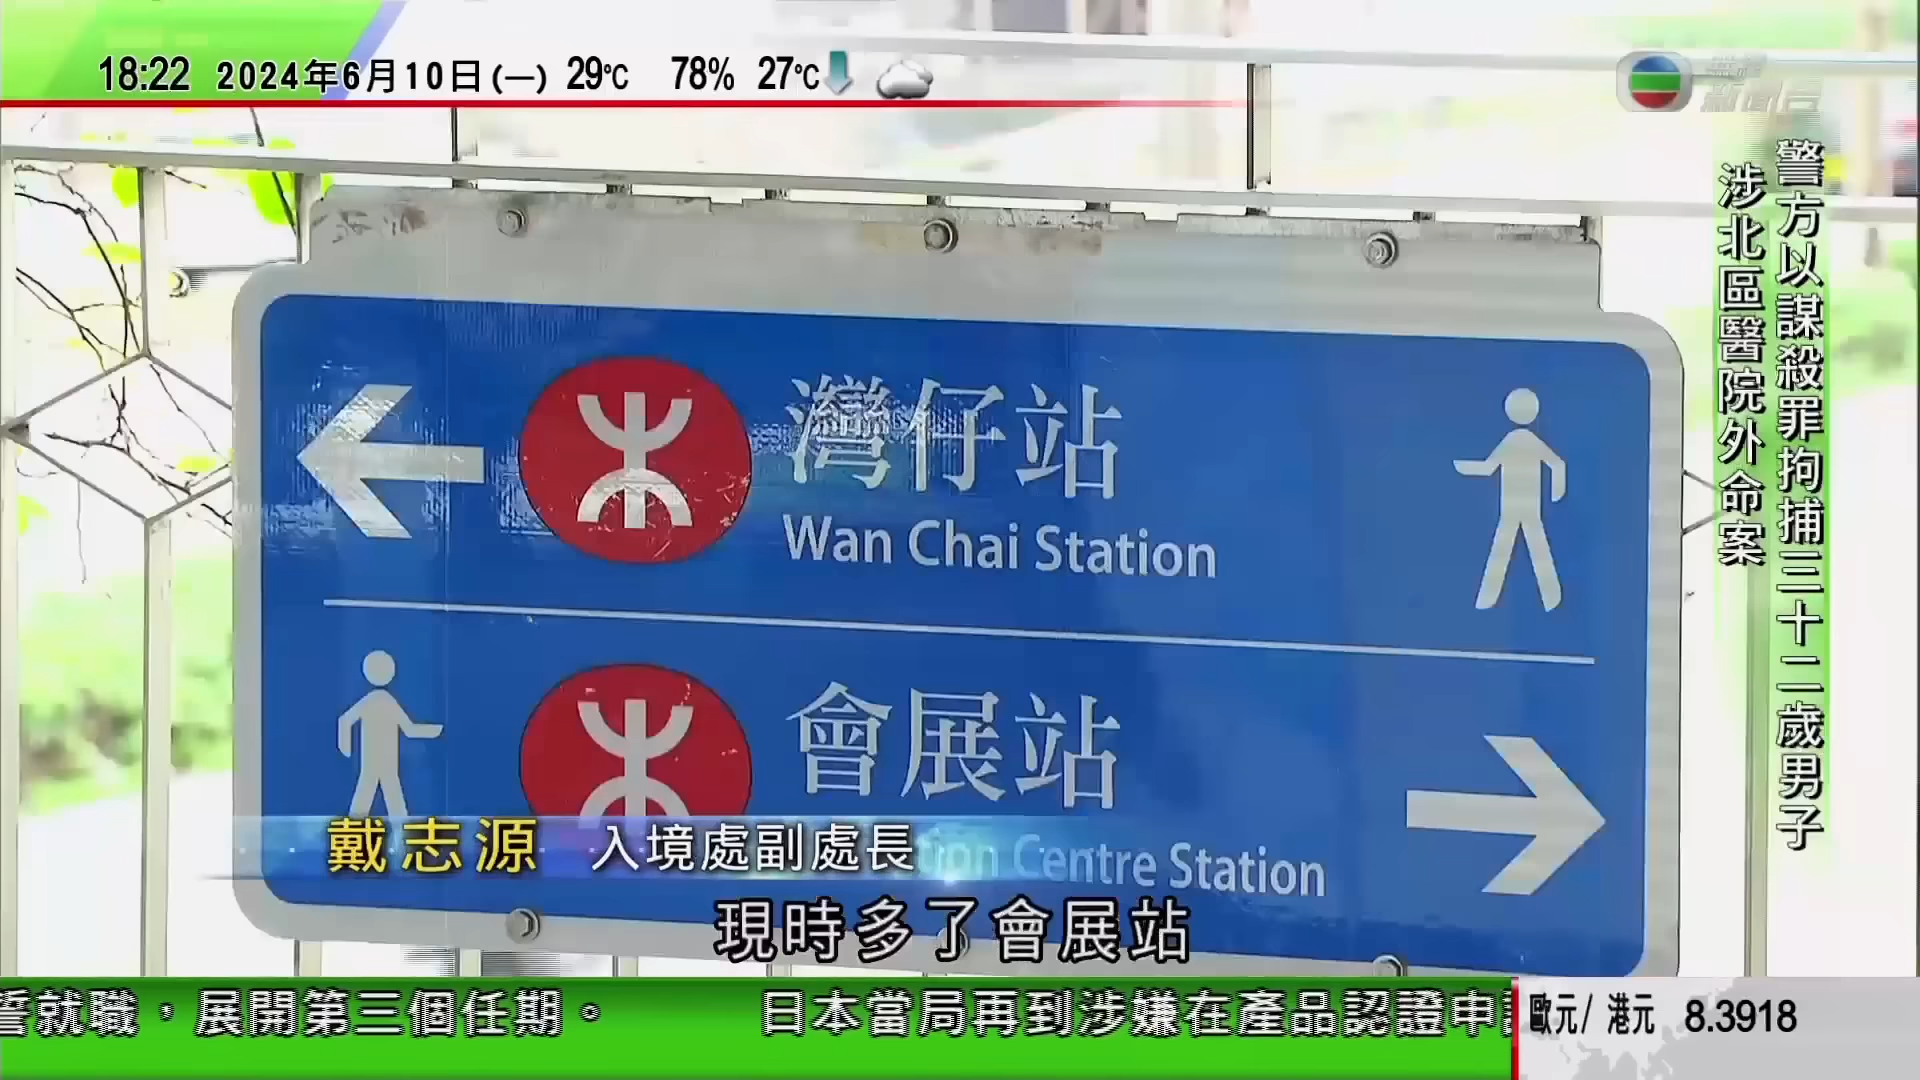 18:22 2024年6月10日(一) 29℃ 78% 27℃
警方以謀殺罪拘捕三十二歲男子
涉北區醫院外命案
灣仔站
Wan Chai Station
會展站
Centre Station
戴志源 入境處副處長
現時多了會展站
誓就職，展開第三個任期。 日本當局再到涉嫌在產品認證申
歐元/ 港元 8.3918